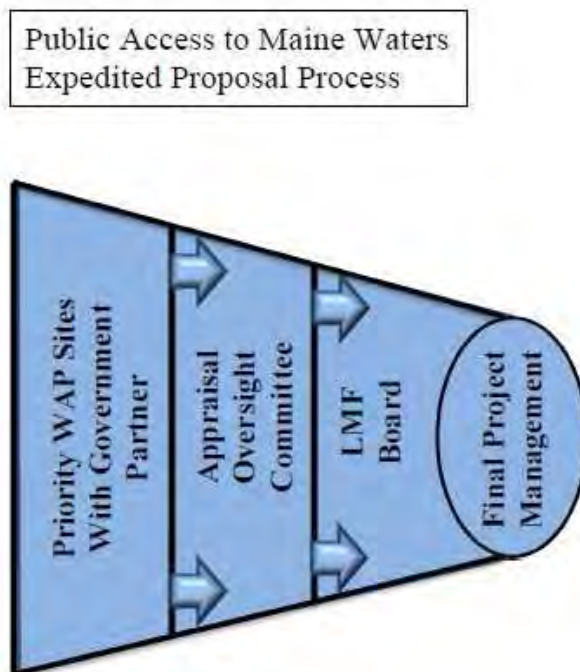 Public Access to Maine Waters
Expedited Proposal Process
Priority WAP Sites
With Government
Partner
Appraisal
Oversight
Committee
LMF
Board
Final Project
Management